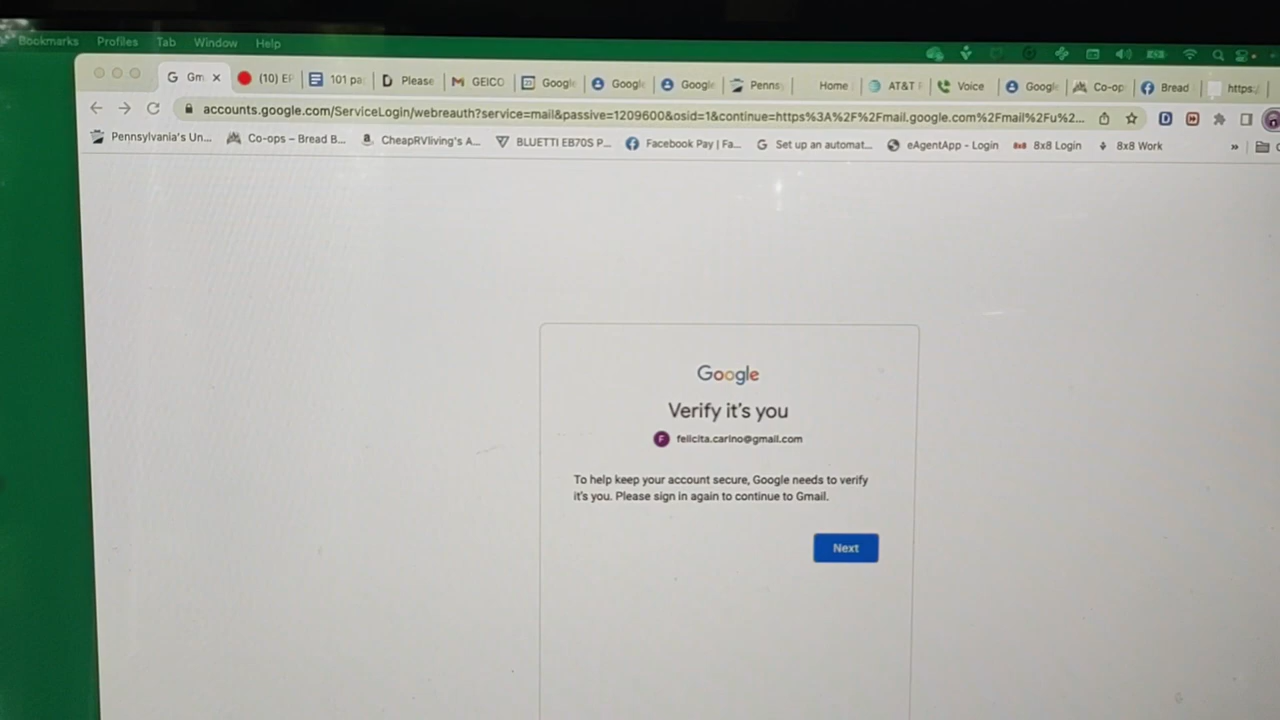 Bookmarks Profiles Tab Window Help
Gm (10) EP 101 pa Please GEICO Google Google Google Penns Home AT&T F Voice Google Co-op Bread https:/
accounts.google.com/ServiceLogin/webreauth?service=mail&passive=1209600&osid=1&continue=https%3A%2F%2Fmail.google.com%2Fmail%2Fu%2...
Pennsylvania's Un... Co-ops – Bread B... CheapRVliving's A... BLUETTI EB70S P... Facebook Pay | Fa... Set up an automat... eAgentApp - Login 8x8 Login 8x8 Work »
Google
Verify it's you
F felicita.carino@gmail.com
To help keep your account secure, Google needs to verify
it's you. Please sign in again to continue to Gmail.
Next